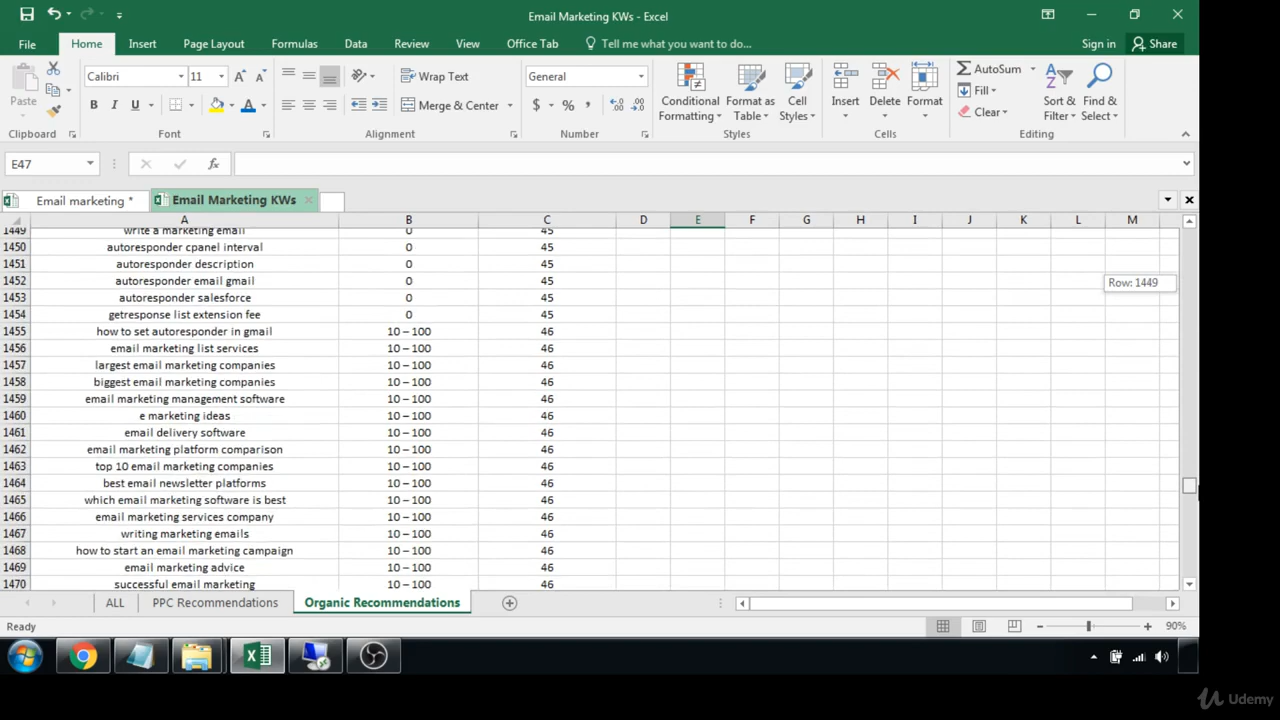 Email Marketing KWs - Excel
File Home Insert Page Layout Formulas Data Review View Office Tab Tell me what you want to do... Sign in Share
Paste Calibri 11 Wrap Text General Conditional Formatting Format as Table Cell Styles Insert Delete Format AutoSum Sort & Filter Find & Select
B I U A Merge & Center $ % , Fill
Clear
Clipboard Font Alignment Number Styles Cells Editing
E47 fx
Email marketing * Email Marketing KWs
A B C D E F G H I J K L M
1449 write a marketing email 0 45
1450 autoresponder cpanel interval 0 45
1451 autoresponder description 0 45
1452 autoresponder email gmail 0 45
Row: 1449
1453 autoresponder salesforce 0 45
1454 getresponse list extension fee 0 45
1455 how to set autoresponder in gmail 10 – 100 46
1456 email marketing list services 10 – 100 46
1457 largest email marketing companies 10 – 100 46
1458 biggest email marketing companies 10 – 100 46
1459 email marketing management software 10 – 100 46
1460 e marketing ideas 10 – 100 46
1461 email delivery software 10 – 100 46
1462 email marketing platform comparison 10 – 100 46
1463 top 10 email marketing companies 10 – 100 46
1464 best email newsletter platforms 10 – 100 46
1465 which email marketing software is best 10 – 100 46
1466 email marketing services company 10 – 100 46
1467 writing marketing emails 10 – 100 46
1468 how to start an email marketing campaign 10 – 100 46
1469 email marketing advice 10 – 100 46
1470 successful email marketing 10 – 100 46
ALL PPC Recommendations Organic Recommendations
Ready 90%
Udemy